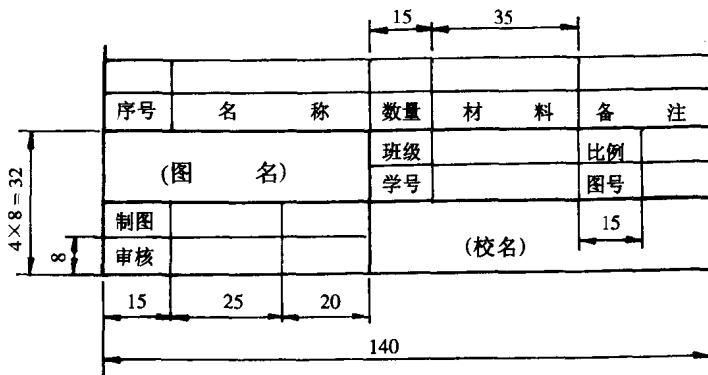 15 35
序号 名 称 数量 材 料 备 注
班级 比例
(图 名)
学号 图号
4×8=32
制图
15
(校名)
8 审核
15 25 20
140